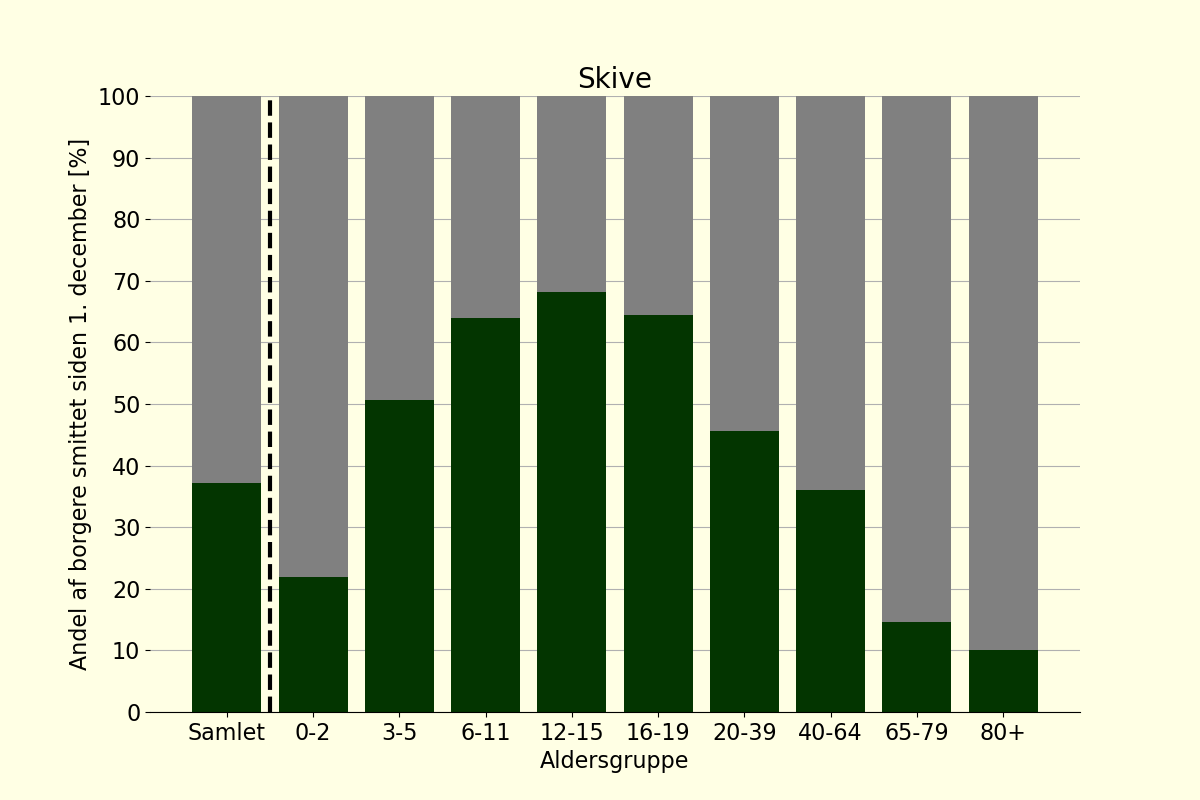 Skive
Andel af borgere smittet siden 1. december [%]
100
90
80
70
60
50
40
30
20
10
0
Samlet 0-2 3-5 6-11 12-15 16-19 20-39 40-64 65-79 80+
Aldersgruppe